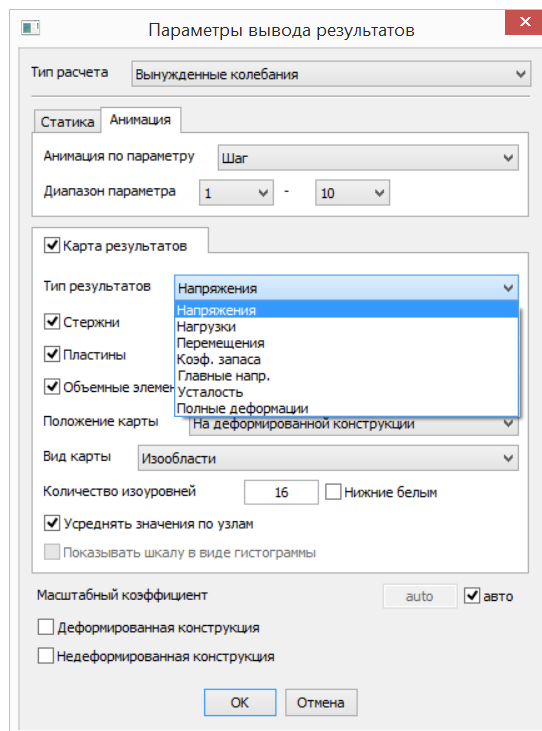 Параметры вывода результатов
Тип расчета Вынужденные колебания
Статика Анимация
Анимация по параметру Шаг
Диапазон параметра 1 - 10
Карта результатов
Тип результатов Напряжения
Напряжения
Стержни
Нагрузки
Перемещения
Пластины
Коэф. запаса
Главные напр.
Объемные элемен
Усталость
Полные деформации
Положение карты На деформированной конструкции
Вид карты Изообласти
Количество изоуровней 16 Нижние белым
Усреднять значения по узлам
Показывать шкалу в виде гистограммы
Масштабный коэффициент auto авто
Деформированная конструкция
Недеформированная конструкция
OK Отмена